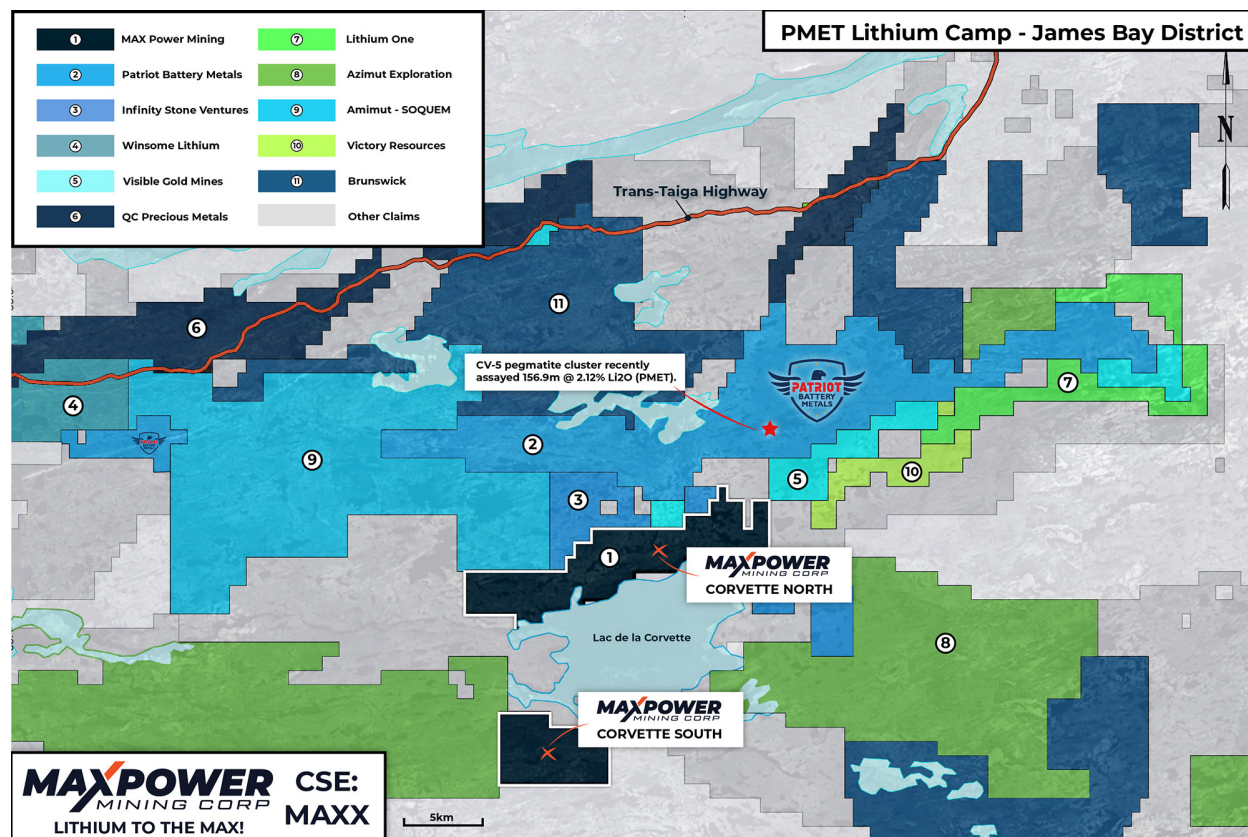 PMET Lithium Camp - James Bay District
1 MAX Power Mining
2 Patriot Battery Metals
3 Infinity Stone Ventures
4 Winsome Lithium
5 Visible Gold Mines
6 QC Precious Metals
7 Lithium One
8 Azimut Exploration
9 Amimut - SOQUEM
10 Victory Resources
11 Brunswick
Other Claims
N
Trans-Taiga Highway
11
6
CV-5 pegmatite cluster recently
assayed 156.9m @ 2.12% Li2O (PMET).
PATRIOT
BATTERY
METALS
7
4
PATRIOT
2
9
10
5
3
1
MAXPOWER
MINING CORP
CORVETTE NORTH
Lac de la Corvette
8
MAXPOWER
MINING CORP
CORVETTE SOUTH
MAXPOWER
MINING CORP
LITHIUM TO THE MAX!
CSE:
MAXX
5km